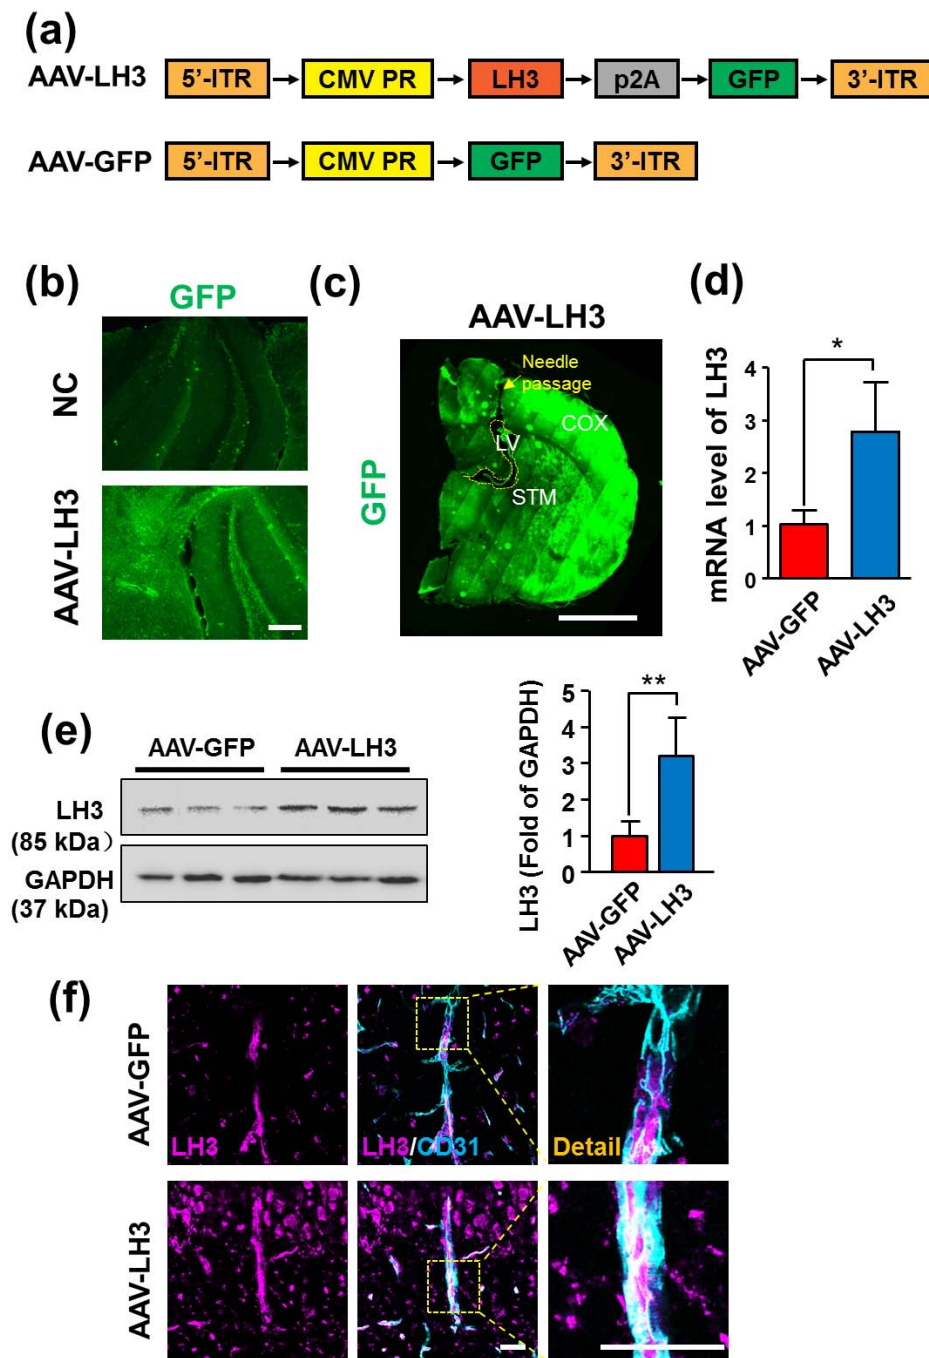 (a)
AAV-LH3 5'-ITR CMV PR LH3 p2A GFP 3'-ITR
AAV-GFP 5'-ITR CMV PR GFP 3'-ITR
(b)
GFP
NC
AAV-LH3
(c)
AAV-LH3
GFP
Needle
passage
COX
LV
STM
(d)
mRNA level of LH3
4
3
2
1
0
*
AAV-GFP
AAV-LH3
(e)
AAV-GFP AAV-LH3
LH3
(85 kDa）
GAPDH
(37 kDa)
LH3 (Fold of GAPDH)
5
4
3
2
1
0
**
AAV-GFP
AAV-LH3
(f)
AAV-GFP
LH3 LH3/CD31 Detail
AAV-LH3